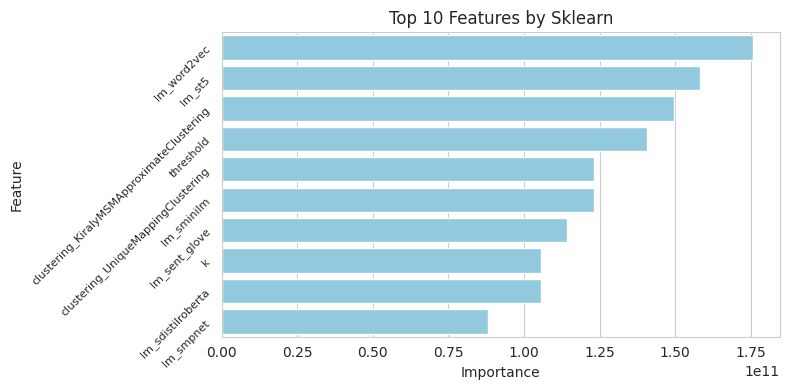 Top 10 Features by Sklearn
Feature
lm_word2vec
lm_st5
clustering_KiralyMSMApproximateClustering
threshold
clustering_UniqueMappingClustering
lm_sminilm
lm_sent_glove
k
lm_sdistilroberta
lm_smpnet
0.00 0.25 0.50 0.75 1.00 1.25 1.50 1.75
1e11
Importance